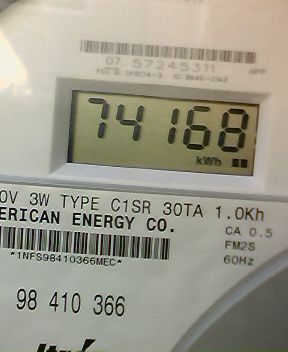 07 57245311
74168
kWh
0V 3W TYPE C1SR 30TA 1.0Kh
ERICAN ENERGY CO.
CA 0.5
FM2S
*1NFS98410366MEC*
60Hz
98 410 366